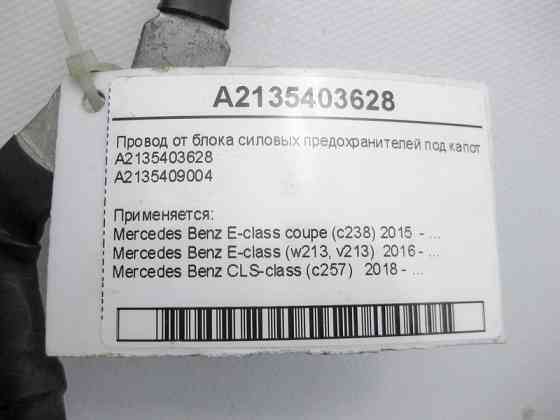 A2135403628
Провод от блока силовых предохранителей под капот
A2135403628
A2135409004
Применяется:
Mercedes Benz E-class coupe (c238) 2015 - ...
Mercedes Benz E-class (w213, v213) 2016 - ...
Mercedes Benz CLS-class (c257) 2018 - ...